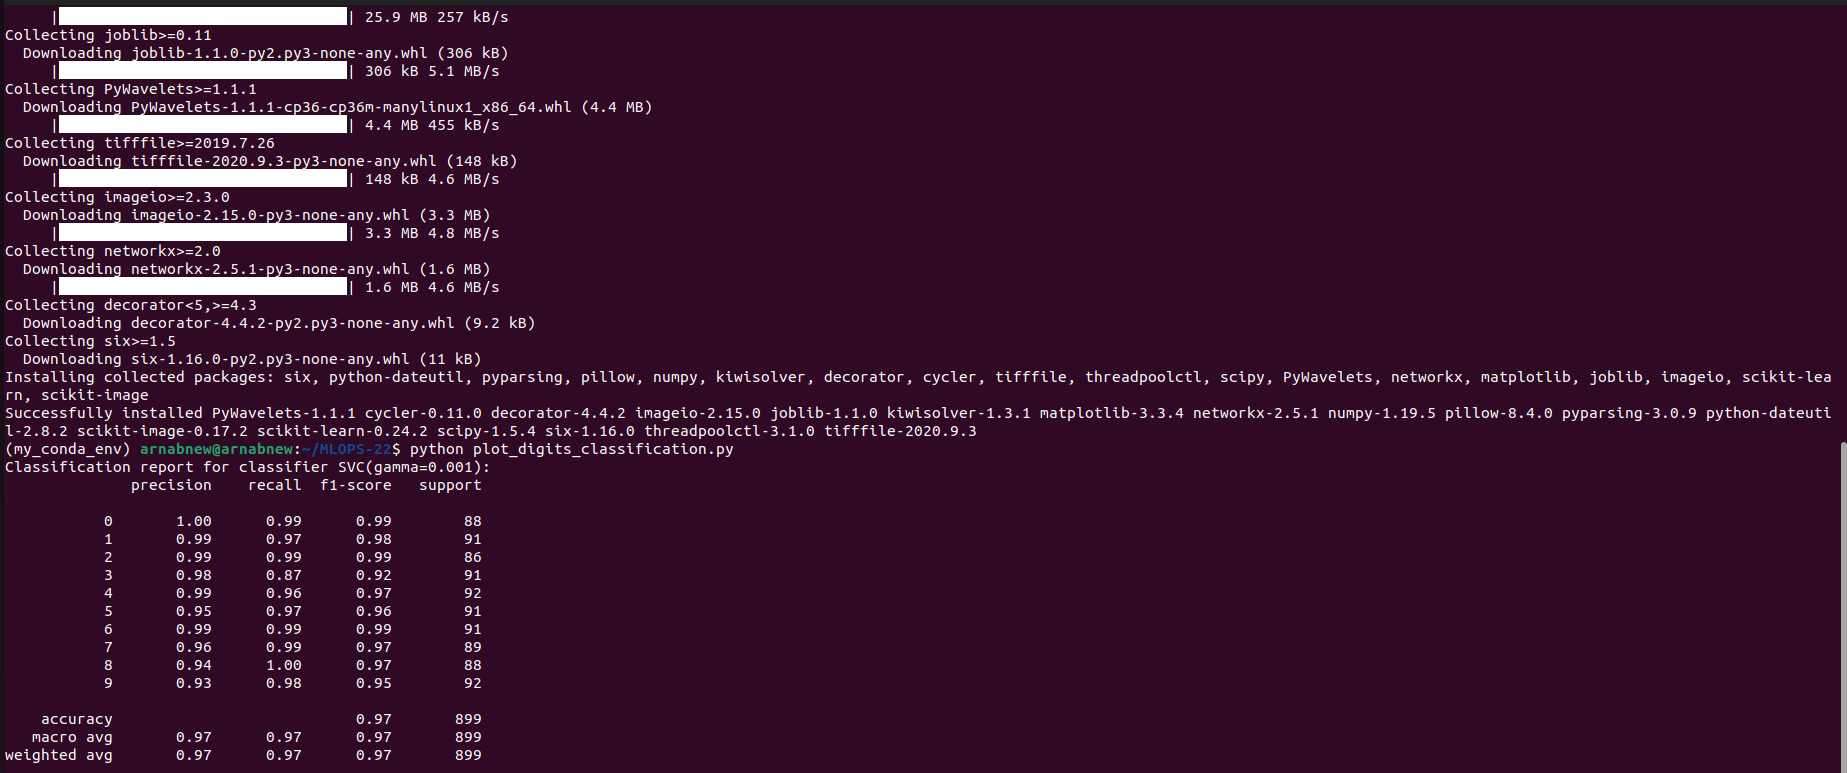 | | 25.9 MB 257 kB/s
Collecting joblib>=0.11
  Downloading joblib-1.1.0-py2.py3-none-any.whl (306 kB)
| | 306 kB 5.1 MB/s
Collecting PyWavelets>=1.1.1
  Downloading PyWavelets-1.1.1-cp36-cp36m-manylinux1_x86_64.whl (4.4 MB)
| | 4.4 MB 455 kB/s
Collecting tifffile>=2019.7.26
  Downloading tifffile-2020.9.3-py3-none-any.whl (148 kB)
| | 148 kB 4.6 MB/s
Collecting imageio>=2.3.0
  Downloading imageio-2.15.0-py3-none-any.whl (3.3 MB)
| | 3.3 MB 4.8 MB/s
Collecting networkx>=2.0
  Downloading networkx-2.5.1-py3-none-any.whl (1.6 MB)
| | 1.6 MB 4.6 MB/s
Collecting decorator<5,>=4.3
  Downloading decorator-4.4.2-py2.py3-none-any.whl (9.2 kB)
Collecting six>=1.5
  Downloading six-1.16.0-py2.py3-none-any.whl (11 kB)
Installing collected packages: six, python-dateutil, pyparsing, pillow, numpy, kiwisolver, decorator, cycler, tifffile, threadpoolctl, scipy, PyWavelets, networkx, matplotlib, joblib, imageio, scikit-lea
rn, scikit-image
Successfully installed PyWavelets-1.1.1 cycler-0.11.0 decorator-4.4.2 imageio-2.15.0 joblib-1.1.0 kiwisolver-1.3.1 matplotlib-3.3.4 networkx-2.5.1 numpy-1.19.5 pillow-8.4.0 pyparsing-3.0.9 python-dateuti
l-2.8.2 scikit-image-0.17.2 scikit-learn-0.24.2 scipy-1.5.4 six-1.16.0 threadpoolctl-3.1.0 tifffile-2020.9.3
(my_conda_env) arnabnew@arnabnew:~/MLOPS-22$ python plot_digits_classification.py
Classification report for classifier SVC(gamma=0.001):
              precision    recall  f1-score   support
           0       1.00      0.99      0.99        88
           1       0.99      0.97      0.98        91
           2       0.99      0.99      0.99        86
           3       0.98      0.87      0.92        91
           4       0.99      0.96      0.97        92
           5       0.95      0.97      0.96        91
           6       0.99      0.99      0.99        91
           7       0.96      0.99      0.97        89
           8       0.94      1.00      0.97        88
           9       0.93      0.98      0.95        92
    accuracy                           0.97       899
   macro avg       0.97      0.97      0.97       899
weighted avg       0.97      0.97      0.97       899